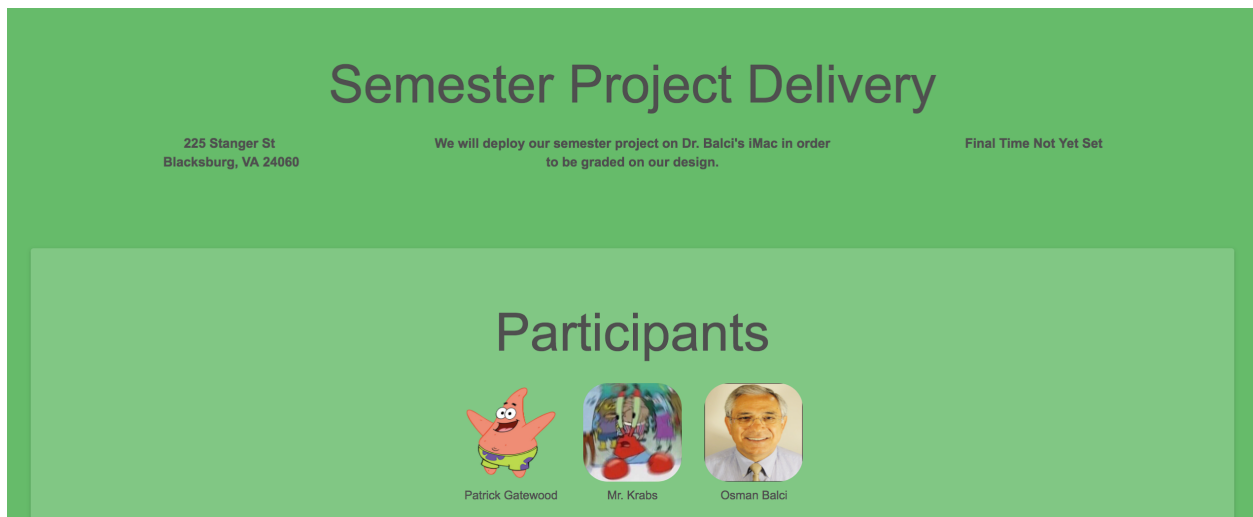 Semester Project Delivery
225 Stanger St
Blacksburg, VA 24060
We will deploy our semester project on Dr. Balci's iMac in order
to be graded on our design.
Final Time Not Yet Set
Participants
Patrick Gatewood
Mr. Krabs
Osman Balci